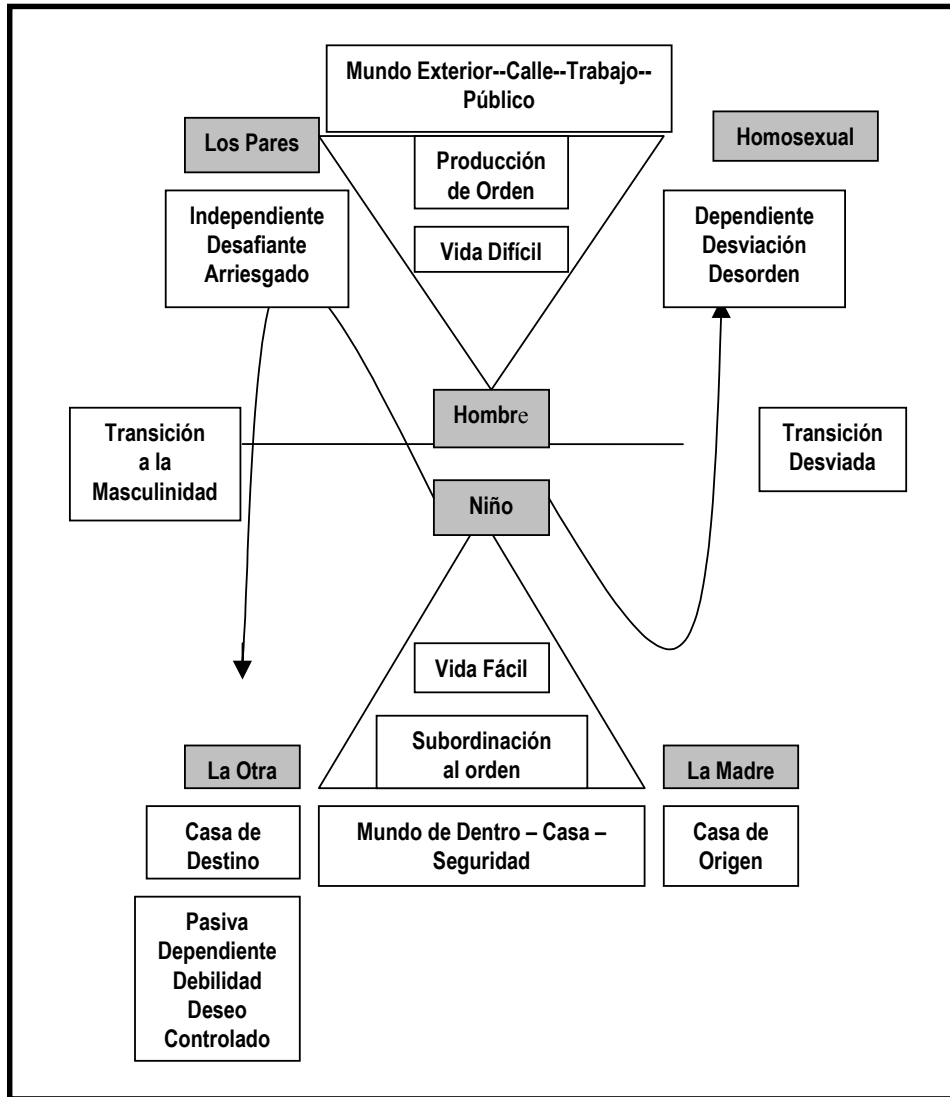 Mundo Exterior--Calle--Trabajo--
Público
Los Pares
Homosexual
Producción
de Orden
Independiente
Desafiante
Arriesgado
Dependiente
Desviación
Desorden
Vida Difícil
Hombre
Transición
a la
Masculinidad
Transición
Desviada
Niño
Vida Fácil
Subordinación
al orden
La Otra
La Madre
Casa de
Destino
Mundo de Dentro – Casa –
Seguridad
Casa de
Origen
Pasiva
Dependiente
Debilidad
Deseo
Controlado